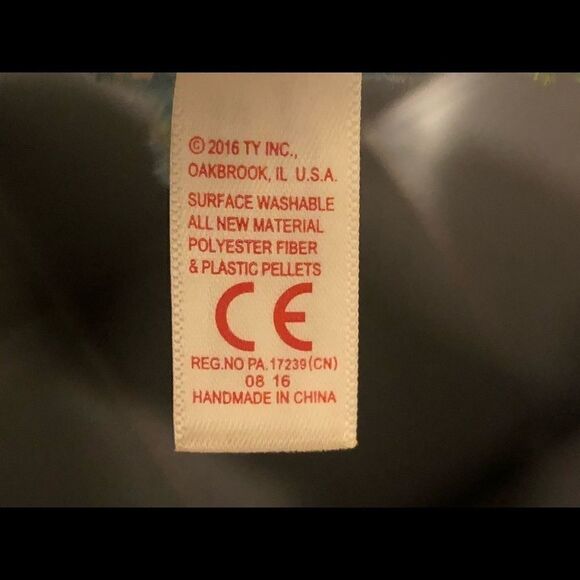 © 2016 TY INC.,
OAKBROOK, IL U.S.A.
SURFACE WASHABLE
ALL NEW MATERIAL
POLYESTER FIBER
& PLASTIC PELLETS
CE
REG.NO PA.17239(CN)
08 16
HANDMADE IN CHINA